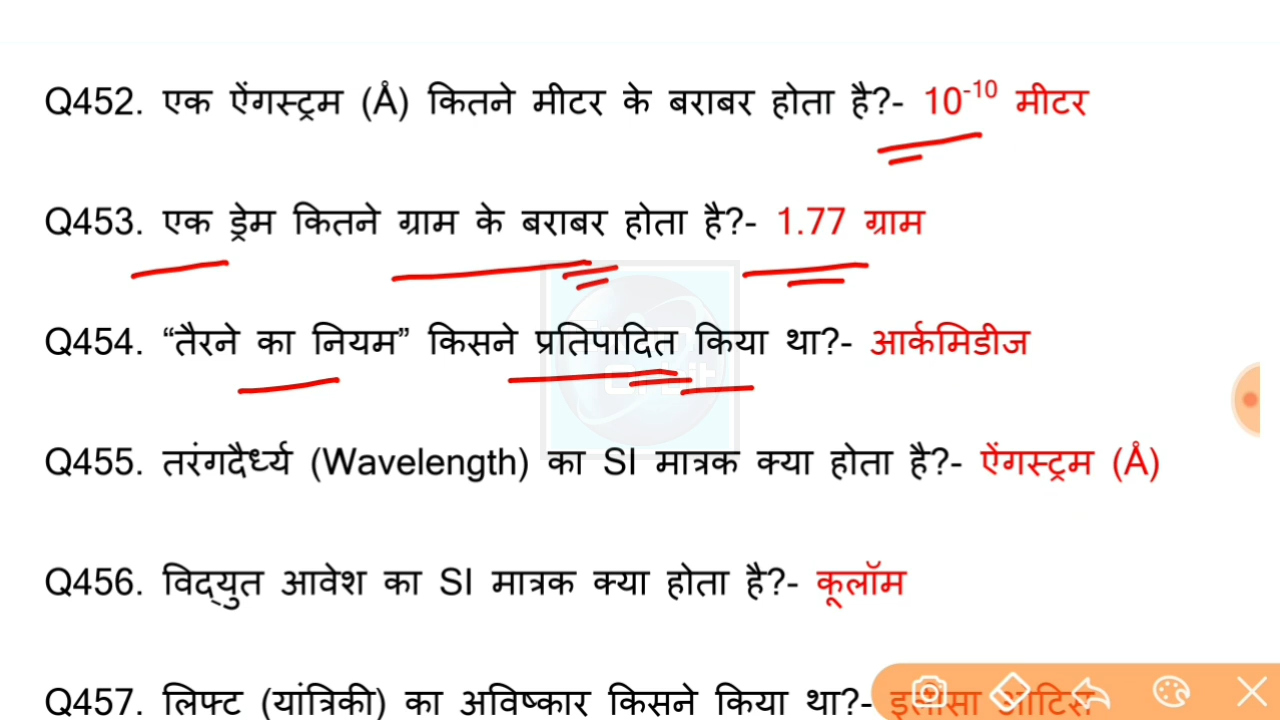 Q452. एक ऐंगस्ट्रम (Å) कितने मीटर के बराबर होता है?- 10⁻¹⁰ मीटर
Q453. एक ड्रेम कितने ग्राम के बराबर होता है?- 1.77 ग्राम
Q454. “तैरने का नियम” किसने प्रतिपादित किया था?- आर्कमिडीज
Q455. तरंगदैर्ध्य (Wavelength) का SI मात्रक क्या होता है?- ऐंगस्ट्रम (Å)
Q456. विद्युत आवेश का SI मात्रक क्या होता है?- कूलॉम
Q457. लिफ्ट (यांत्रिकी) का अविष्कार किसने किया था?-